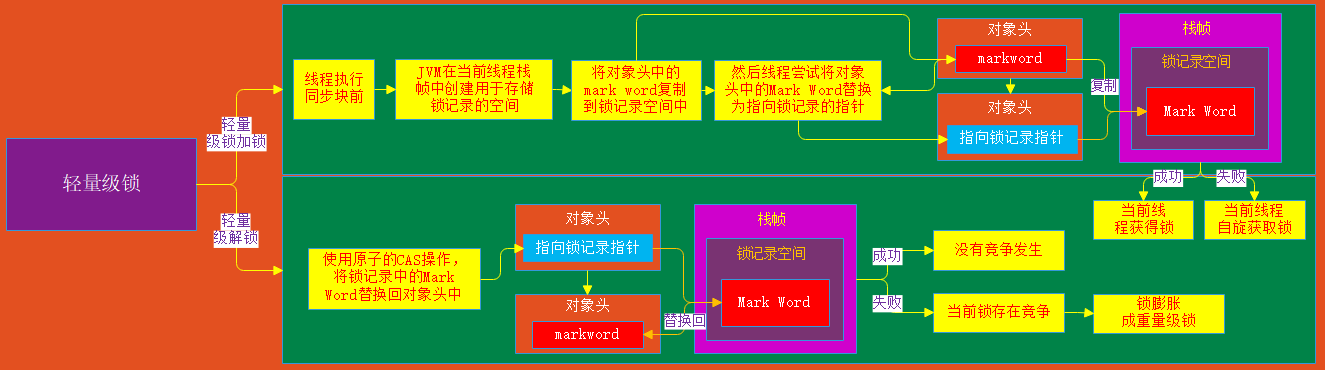 轻量级锁
轻量
级锁加锁
线程执行
同步块前
JVM在当前线程栈
帧中创建用于存储
锁记录的空间
将对象头中的
mark word复制
到锁记录空间中
然后线程尝试将对象
头中的Mark Word替换
为指向锁记录的指针
对象头
markword
对象头
指向锁记录指针
复制
栈帧
锁记录空间
Mark Word
成功
失败
当前线
程获得锁
当前线程
自旋获取锁
轻量
级解锁
使用原子的CAS操作，
将锁记录中的Mark
Word替换回对象头中
对象头
指向锁记录指针
对象头
markword
替换回
栈帧
锁记录空间
Mark Word
成功
没有竞争发生
失败
当前锁存在竞争
锁膨胀
成重量级锁